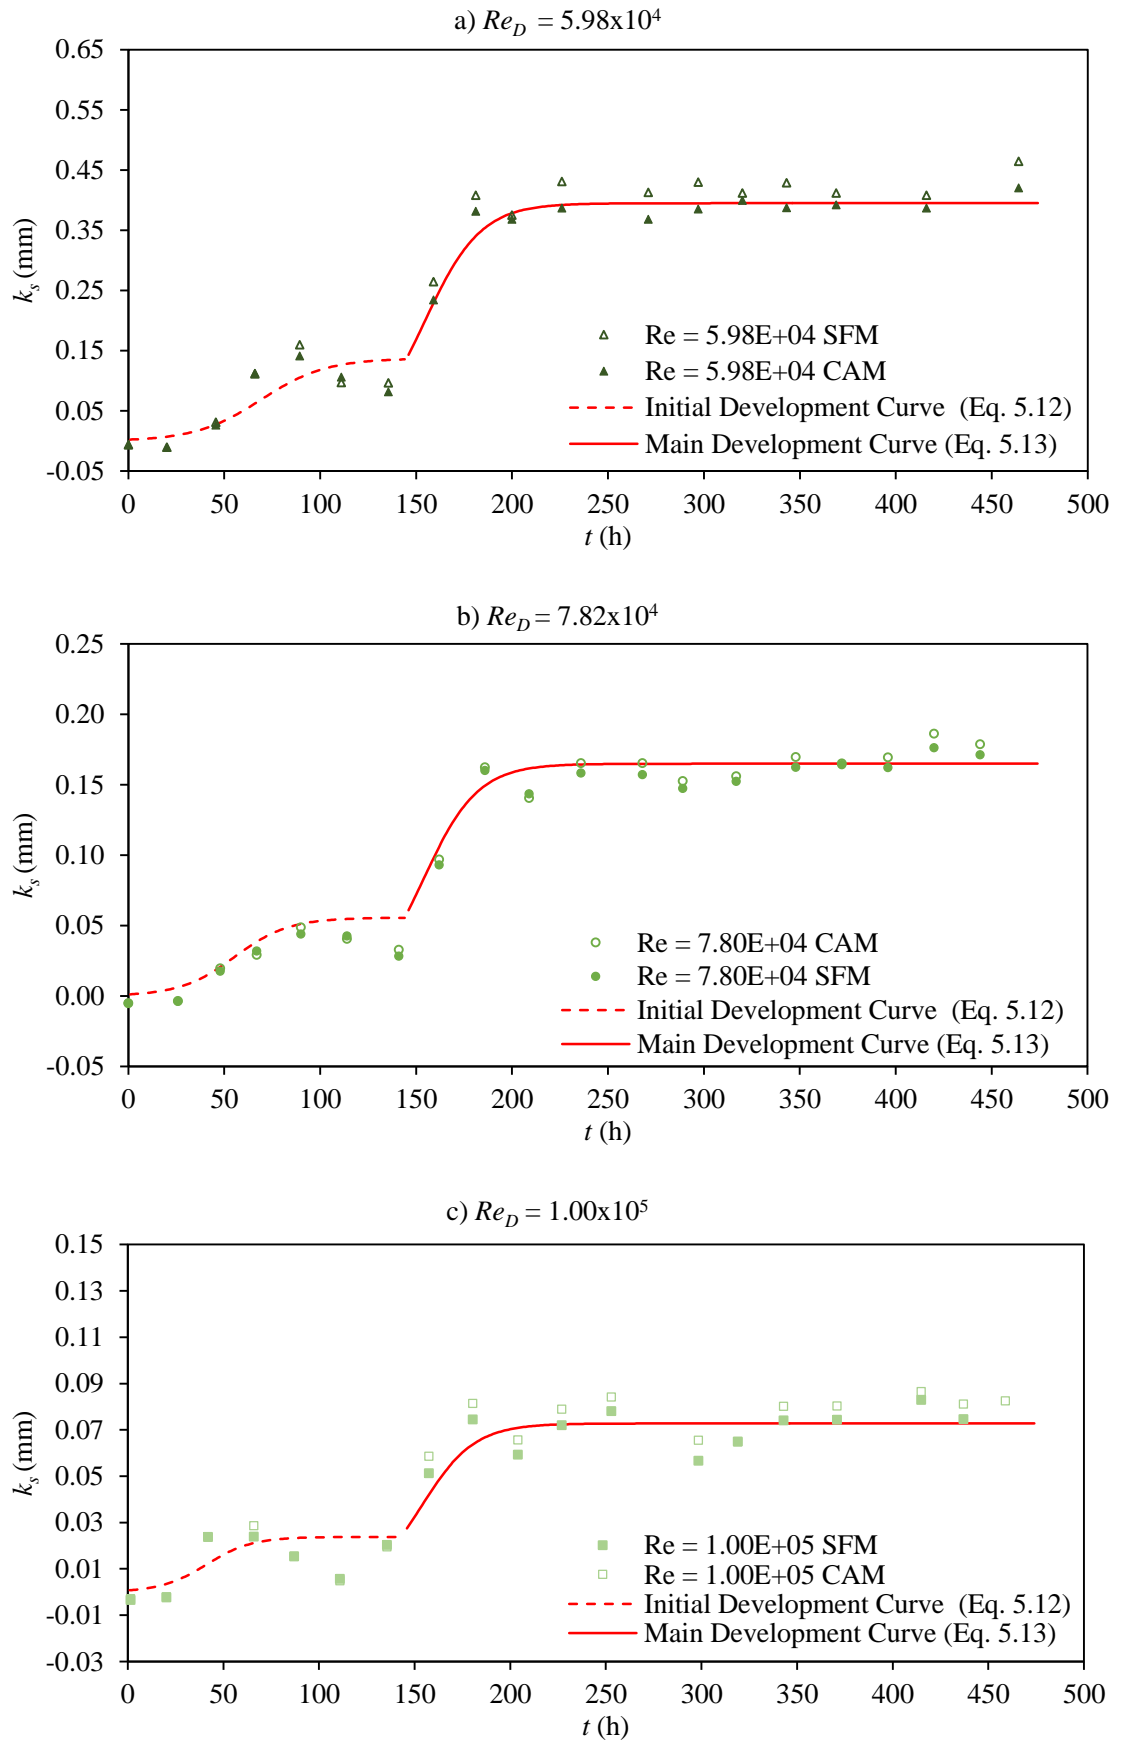 a) Re_D = 5.98x10⁴
0.65
0.55
0.45
0.35
0.25
0.15
0.05
-0.05
k_s (mm)
Re = 5.98E+04 SFM
Re = 5.98E+04 CAM
Initial Development Curve (Eq. 5.12)
Main Development Curve (Eq. 5.13)
0 50 100 150 200 250 300 350 400 450 500
t (h)
b) Re_D = 7.82x10⁴
0.25
0.20
0.15
0.10
0.05
0.00
-0.05
k_s (mm)
Re = 7.80E+04 CAM
Re = 7.80E+04 SFM
Initial Development Curve (Eq. 5.12)
Main Development Curve (Eq. 5.13)
0 50 100 150 200 250 300 350 400 450 500
t (h)
c) Re_D = 1.00x10⁵
0.15
0.13
0.11
0.09
0.07
0.05
0.03
0.01
-0.01
-0.03
k_s (mm)
Re = 1.00E+05 SFM
Re = 1.00E+05 CAM
Initial Development Curve (Eq. 5.12)
Main Development Curve (Eq. 5.13)
0 50 100 150 200 250 300 350 400 450 500
t (h)